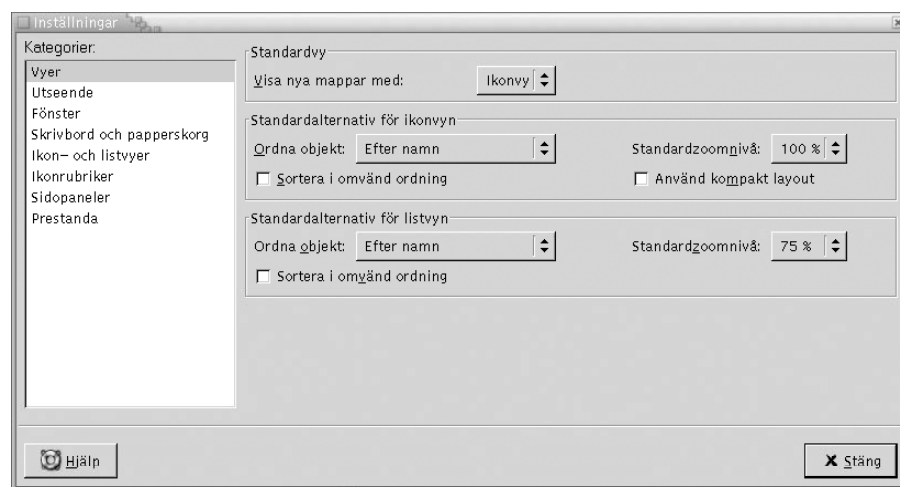 Inställningar
Kategorier:
Vyer
Utseende
Fönster
Skrivbord och papperskorg
Ikon– och listvyer
Ikonrubriker
Sidopaneler
Prestanda
Standardvy
Visa nya mappar med: Ikonvy
Standardalternativ för ikonvyn
Ordna objekt: Efter namn Standardzoomnivå: 100 %
Sortera i omvänd ordning Använd kompakt layout
Standardalternativ för listvyn
Ordna objekt: Efter namn Standardzoomnivå: 75 %
Sortera i omvänd ordning
Hjälp Stäng